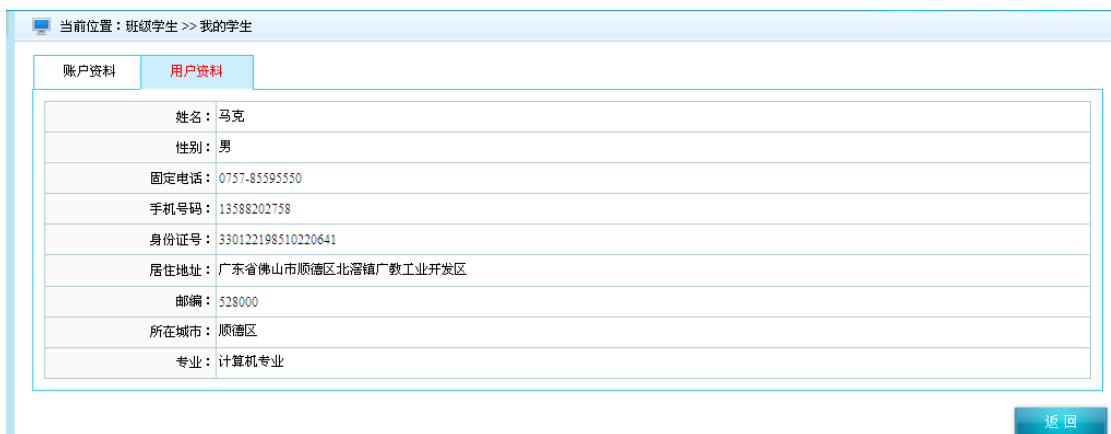 当前位置：班级学生 >> 我的学生
账户资料 用户资料
姓名： 马克
性别： 男
固定电话： 0757-85595550
手机号码： 13588202758
身份证号： 330122198510220641
居住地址： 广东省佛山市顺德区北滘镇广教工业开发区
邮编： 528000
所在城市： 顺德区
专业： 计算机专业
返 回